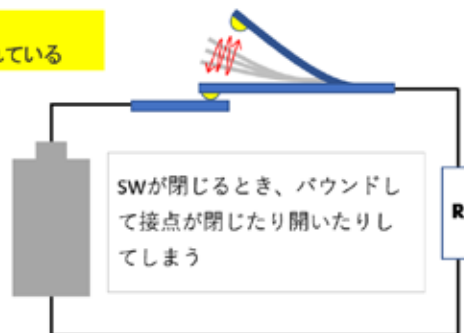 れている
SWが閉じるとき、バウンドし
て接点が閉じたり開いたりし
てしまう
R